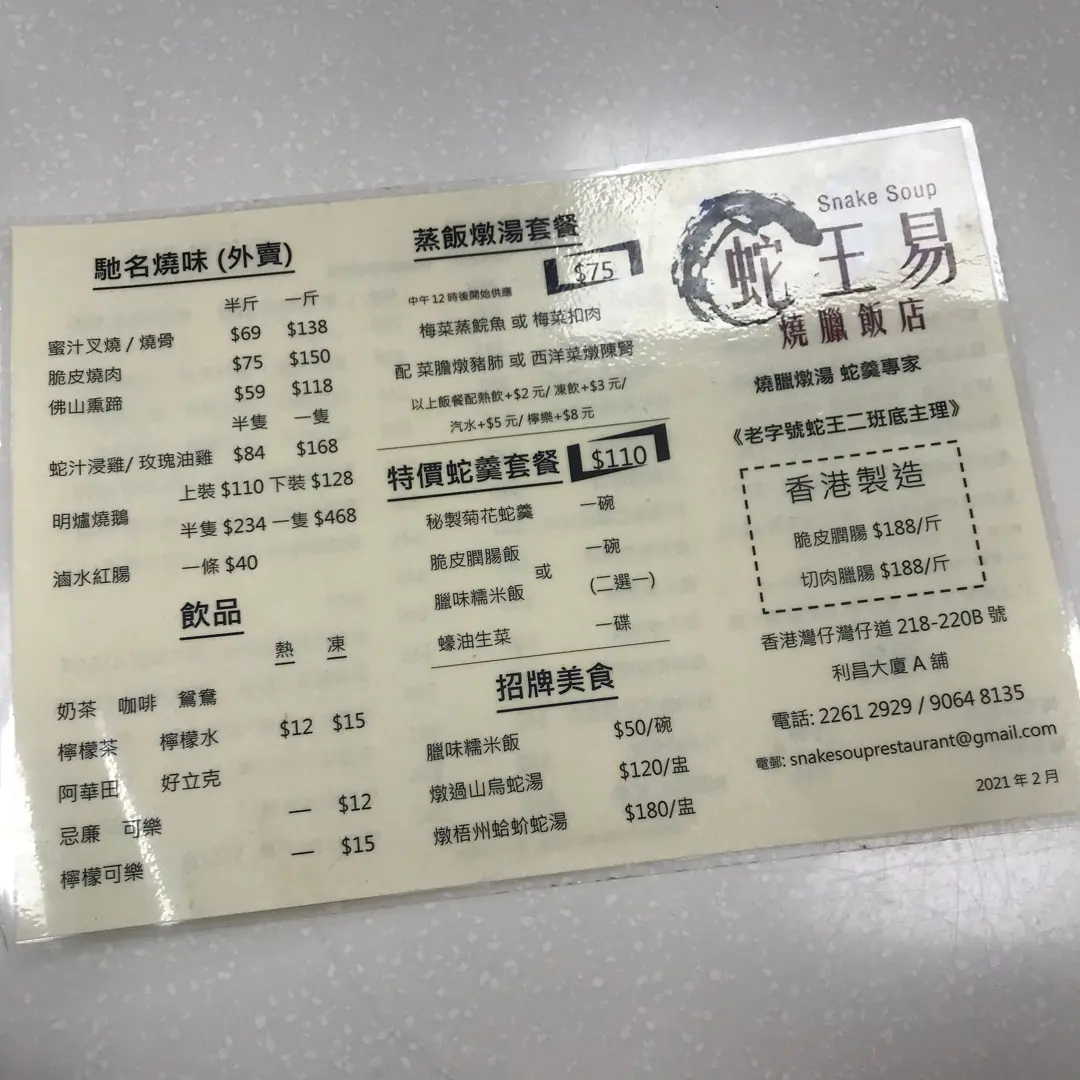 馳名燒味 (外賣)
半斤 一斤
蜜汁叉燒 / 燒骨 $69 $138
脆皮燒肉 $75 $150
佛山熏蹄 $59 $118
半隻 一隻
蛇汁浸雞/ 玫瑰油雞 $84 $168
上裝 $110 下裝 $128
明爐燒鵝
半隻 $234 一隻 $468
滷水紅腸 一條 $40
飲品
熱 凍
奶茶 咖啡 鴛鴦
檸檬茶 檸檬水 $12 $15
阿華田 好立克
忌廉 可樂 — $12
檸檬可樂 — $15
蒸飯燉湯套餐
$75
中午 12 時後開始供應
梅菜蒸鯇魚 或 梅菜扣肉
配 菜膽燉豬肺 或 西洋菜燉陳腎
以上飯餐配熱飲+$2 元/ 凍飲+$3 元/
汽水+$5 元/ 檸樂+$8 元
特價蛇羹套餐 $110
秘製菊花蛇羹 一碗
脆皮膶腸飯 一碗
或
臘味糯米飯 (二選一)
蠔油生菜 一碟
招牌美食
臘味糯米飯 $50/碗
燉過山烏蛇湯 $120/盅
燉梧州蛤蚧蛇湯 $180/盅
Snake Soup
蛇王易
燒臘飯店
燒臘燉湯 蛇羹專家
《老字號蛇王二班底主理》
香港製造
脆皮膶腸 $188/斤
切肉臘腸 $188/斤
香港灣仔灣仔道 218-220B 號
利昌大廈 A 舖
電話: 2261 2929 / 9064 8135
電郵: snakesouprestaurant@gmail.com
2021 年 2 月